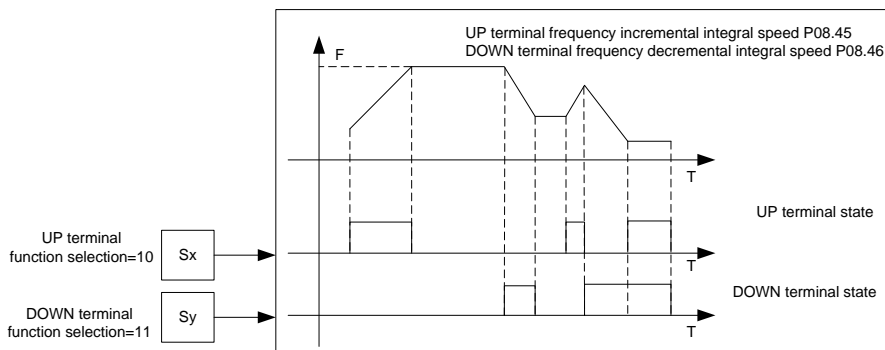 UP terminal frequency incremental integral speed P08.45
DOWN terminal frequency decremental integral speed P08.46
F
T
UP terminal state
UP terminal
function selection=10
Sx
T
DOWN terminal state
DOWN terminal
function selection=11
Sy
T